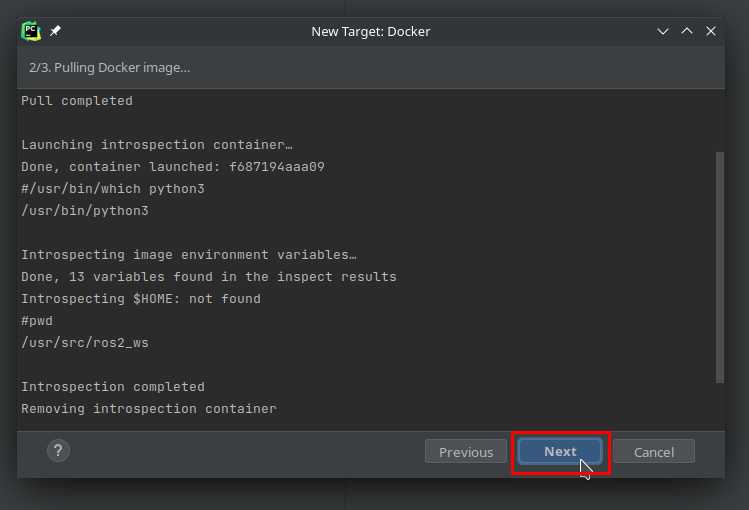 PC
New Target: Docker
2/3. Pulling Docker image…
Pull completed
Launching introspection container…
Done, container launched: f687194aaa09
#/usr/bin/which python3
/usr/bin/python3
Introspecting image environment variables…
Done, 13 variables found in the inspect results
Introspecting $HOME: not found
#pwd
/usr/src/ros2_ws
Introspection completed
Removing introspection container
?
Previous
Next
Cancel